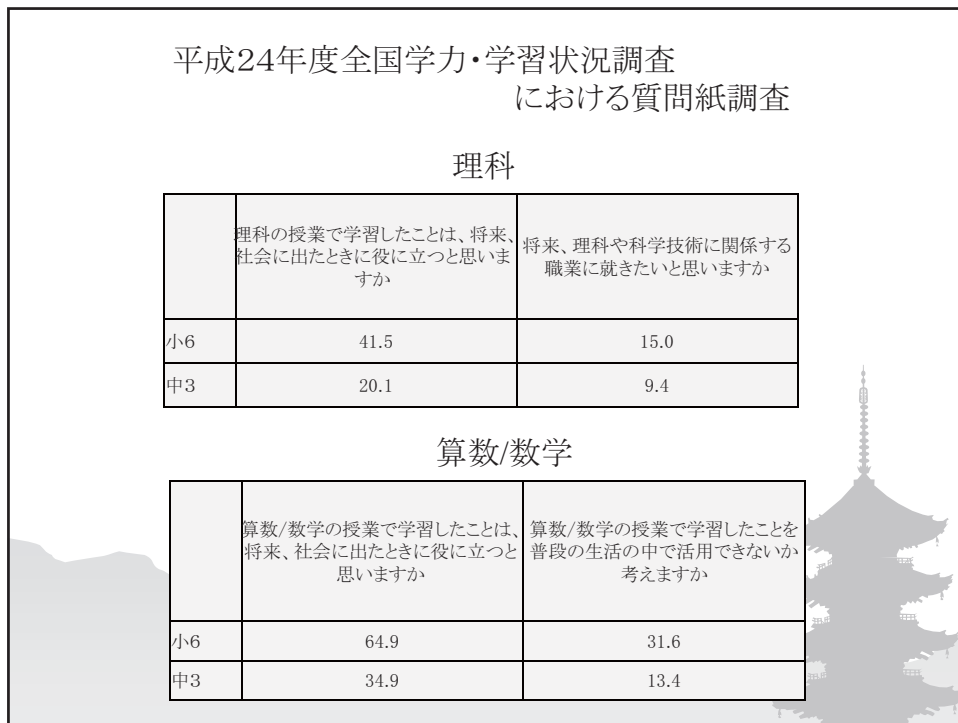 平成24年度全国学力・学習状況調査
における質問紙調査
理科
理科の授業で学習したことは、将来、
社会に出たときに役に立つと思いま
すか
将来、理科や科学技術に関係する
職業に就きたいと思いますか
小6 41.5 15.0
中3 20.1 9.4
算数/数学
算数/数学の授業で学習したことは、
将来、社会に出たときに役に立つと
思いますか
算数/数学の授業で学習したことを
普段の生活の中で活用できないか
考えますか
小6 64.9 31.6
中3 34.9 13.4